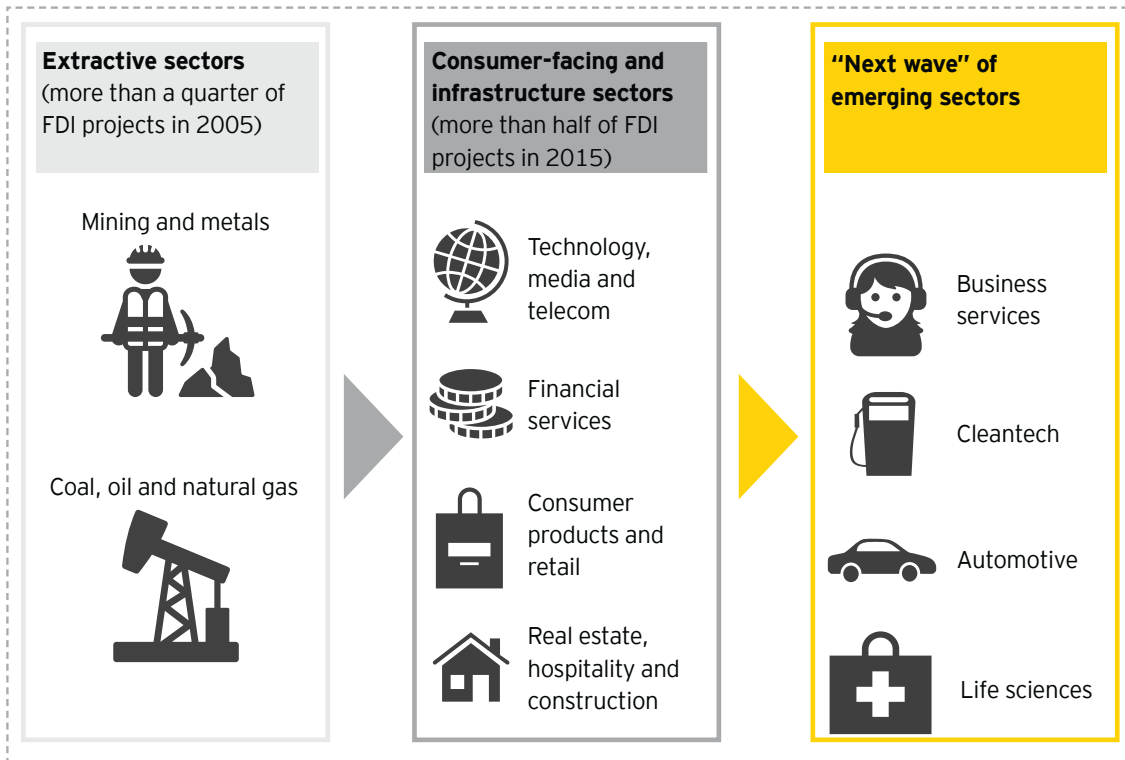 Extractive sectors
(more than a quarter of
FDI projects in 2005)
Mining and metals
Coal, oil and natural gas
Consumer-facing and
infrastructure sectors
(more than half of FDI
projects in 2015)
Technology,
media and
telecom
Financial
services
Consumer
products and
retail
Real estate,
hospitality and
construction
“Next wave” of
emerging sectors
Business
services
Cleantech
Automotive
Life sciences